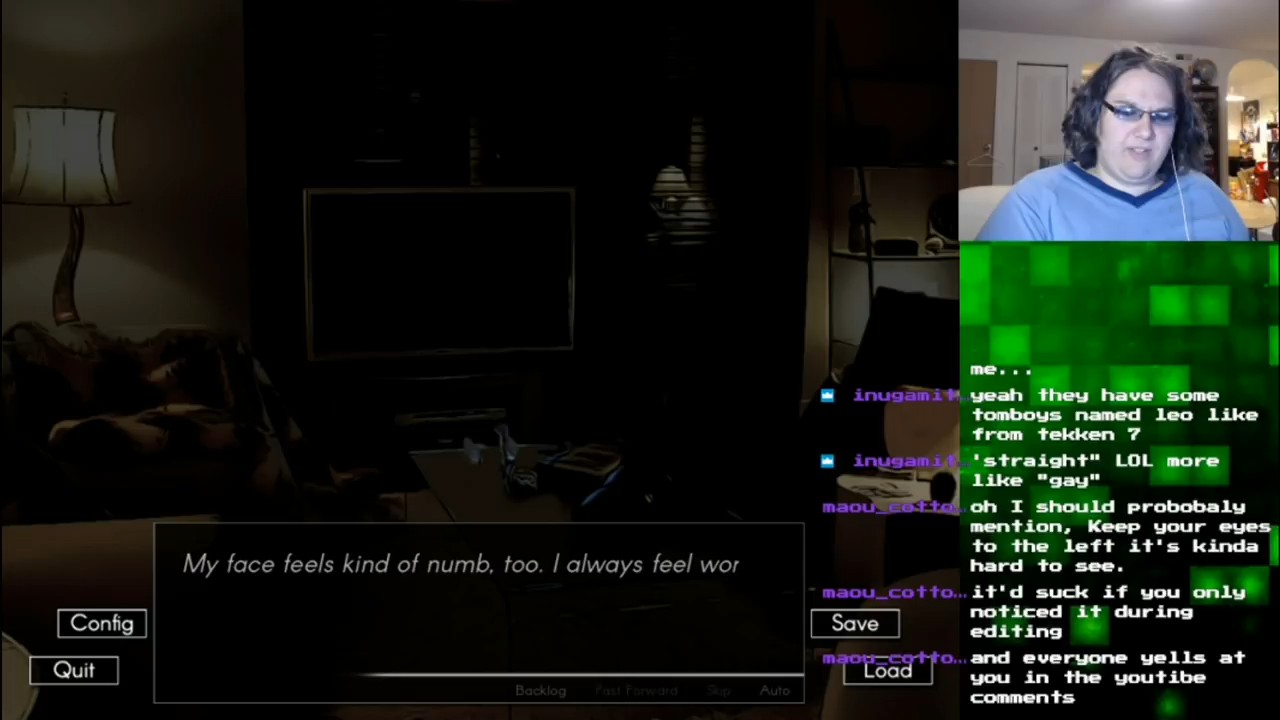 me...
inugamit… yeah they have some
tomboys named leo like
from tekken 7
inugamit… 'straight" LOL more
like "gay"
maou_cotto… oh I should probobaly
mention, Keep your eyes
to the left it's kinda
hard to see.
maou_cotto… it'd suck if you only
noticed it during
editing
maou_cotto… and everyone yells at
you in the youtibe
comments
My face feels kind of numb, too. I always feel wor
Config
Save
Quit
Load
Backlog Fast Forward Skip Auto